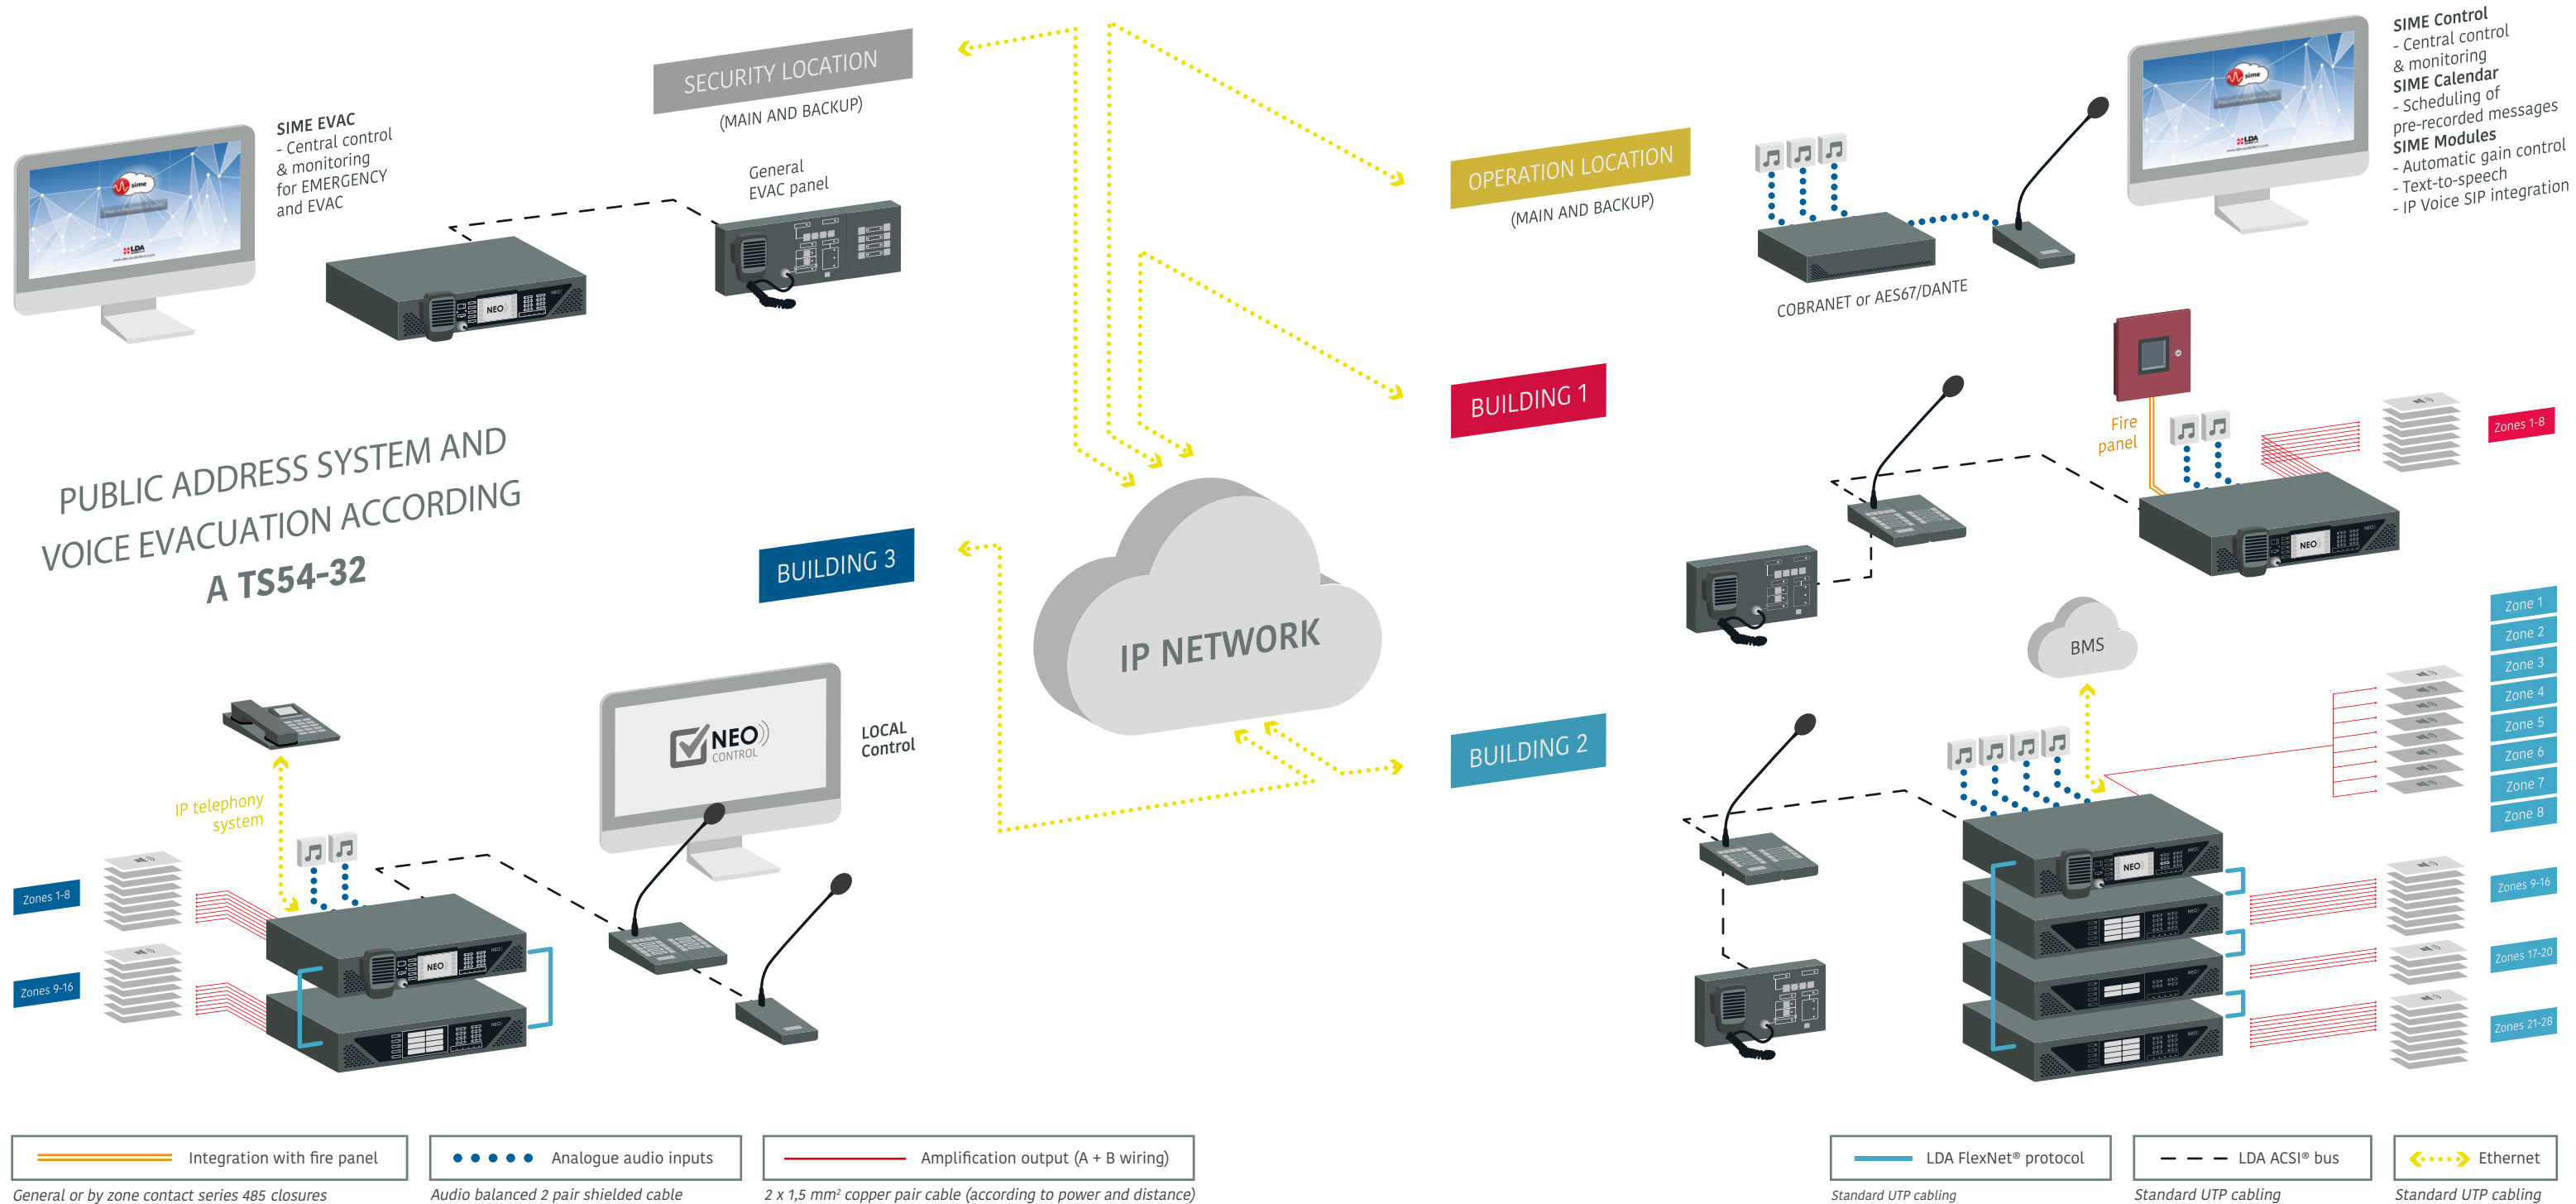 SECURITY LOCATION
(MAIN AND BACKUP)
SIME EVAC
- Central control
& monitoring
for EMERGENCY
and EVAC
sime
LDA
General
EVAC panel
NEO
OPERATION LOCATION
(MAIN AND BACKUP)
COBRANET or AES67/DANTE
sime
LDA
SIME Control
- Central control
& monitoring
SIME Calendar
- Scheduling of
pre-recorded messages
SIME Modules
- Automatic gain control
- Text-to-speech
- IP Voice SIP integration
PUBLIC ADDRESS SYSTEM AND
VOICE EVACUATION ACCORDING
A TS54-32
BUILDING 1
Fire
panel
Zones 1-8
NEO
BUILDING 3
IP NETWORK
NEO
CONTROL
LOCAL
Control
IP telephony
system
Zones 1-8
Zones 9-16
NEO
BUILDING 2
BMS
Zone 1
Zone 2
Zone 3
Zone 4
Zone 5
Zone 6
Zone 7
Zone 8
NEO
Zones 9-16
Zones 17-20
Zones 21-28
Integration with fire panel
General or by zone contact series 485 closures
Analogue audio inputs
Audio balanced 2 pair shielded cable
Amplification output (A + B wiring)
2 x 1,5 mm² copper pair cable (according to power and distance)
LDA FlexNet® protocol
Standard UTP cabling
LDA ACSI® bus
Standard UTP cabling
Ethernet
Standard UTP cabling